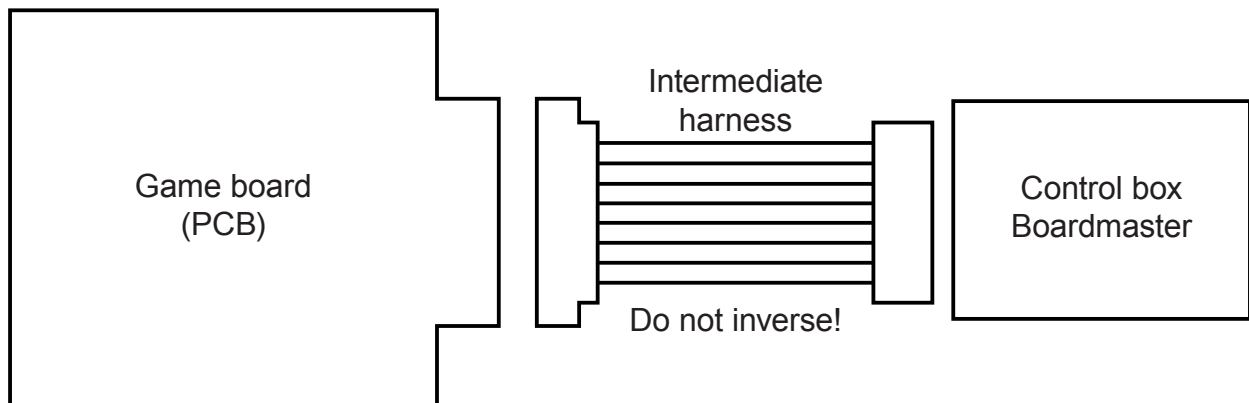 Game board
(PCB)
Intermediate
harness
Do not inverse!
Control box
Boardmaster